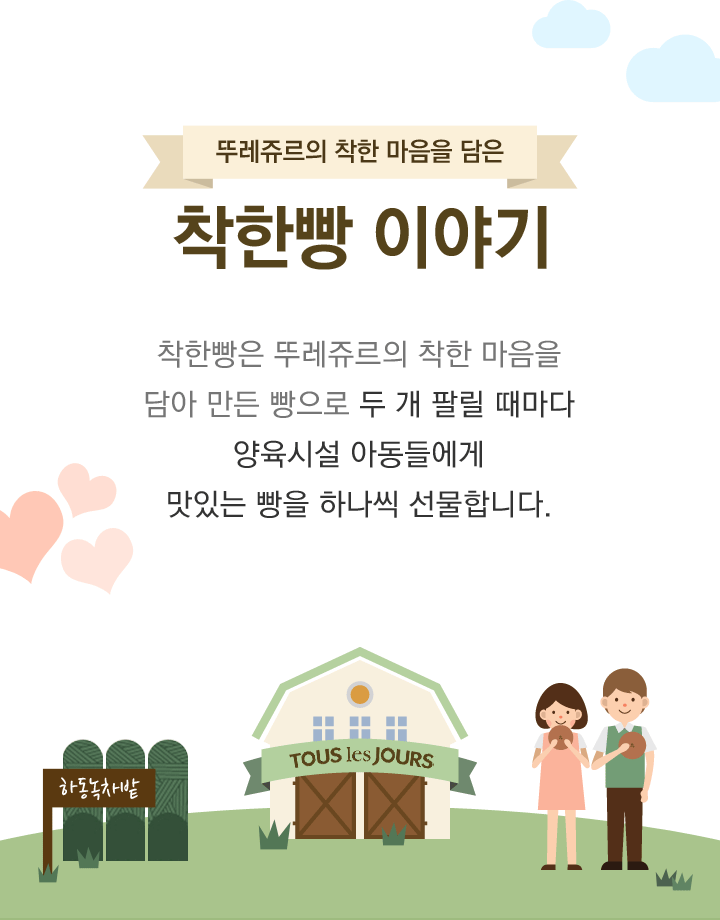 뚜레쥬르의 착한 마음을 담은
착한빵 이야기
착한빵은 뚜레쥬르의 착한 마음을
담아 만든 빵으로 두 개 팔릴 때마다
양육시설 아동들에게
맛있는 빵을 하나씩 선물합니다.
TOUS les JOURS
하동녹차밭